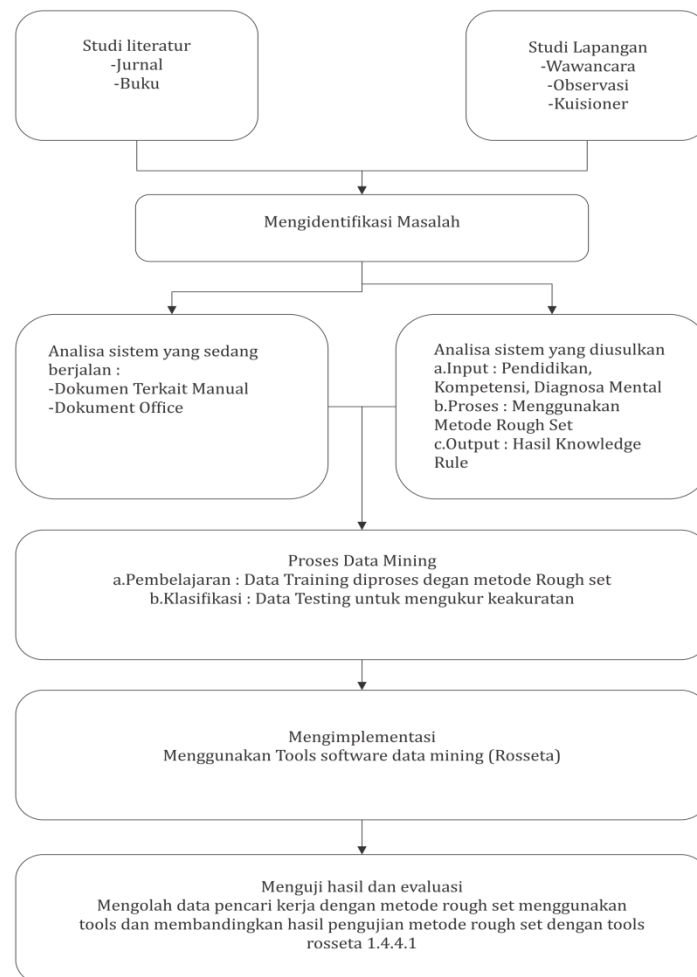 Studi literatur
-Jurnal
-Buku
Studi Lapangan
-Wawancara
-Observasi
-Kuisioner
Mengidentifikasi Masalah
Analisa sistem yang sedang
berjalan :
-Dokumen Terkait Manual
-Dokument Office
Analisa sistem yang diusulkan
a.Input : Pendidikan,
Kompetensi, Diagnosa Mental
b.Proses : Menggunakan
Metode Rough Set
c.Output : Hasil Knowledge
Rule
Proses Data Mining
a.Pembelajaran : Data Training diproses degan metode Rough set
b.Klasifikasi : Data Testing untuk mengukur keakuratan
Mengimplementasi
Menggunakan Tools software data mining (Rosseta)
Menguji hasil dan evaluasi
Mengolah data pencari kerja dengan metode rough set menggunakan
tools dan membandingkan hasil pengujian metode rough set dengan tools
rosseta 1.4.4.1